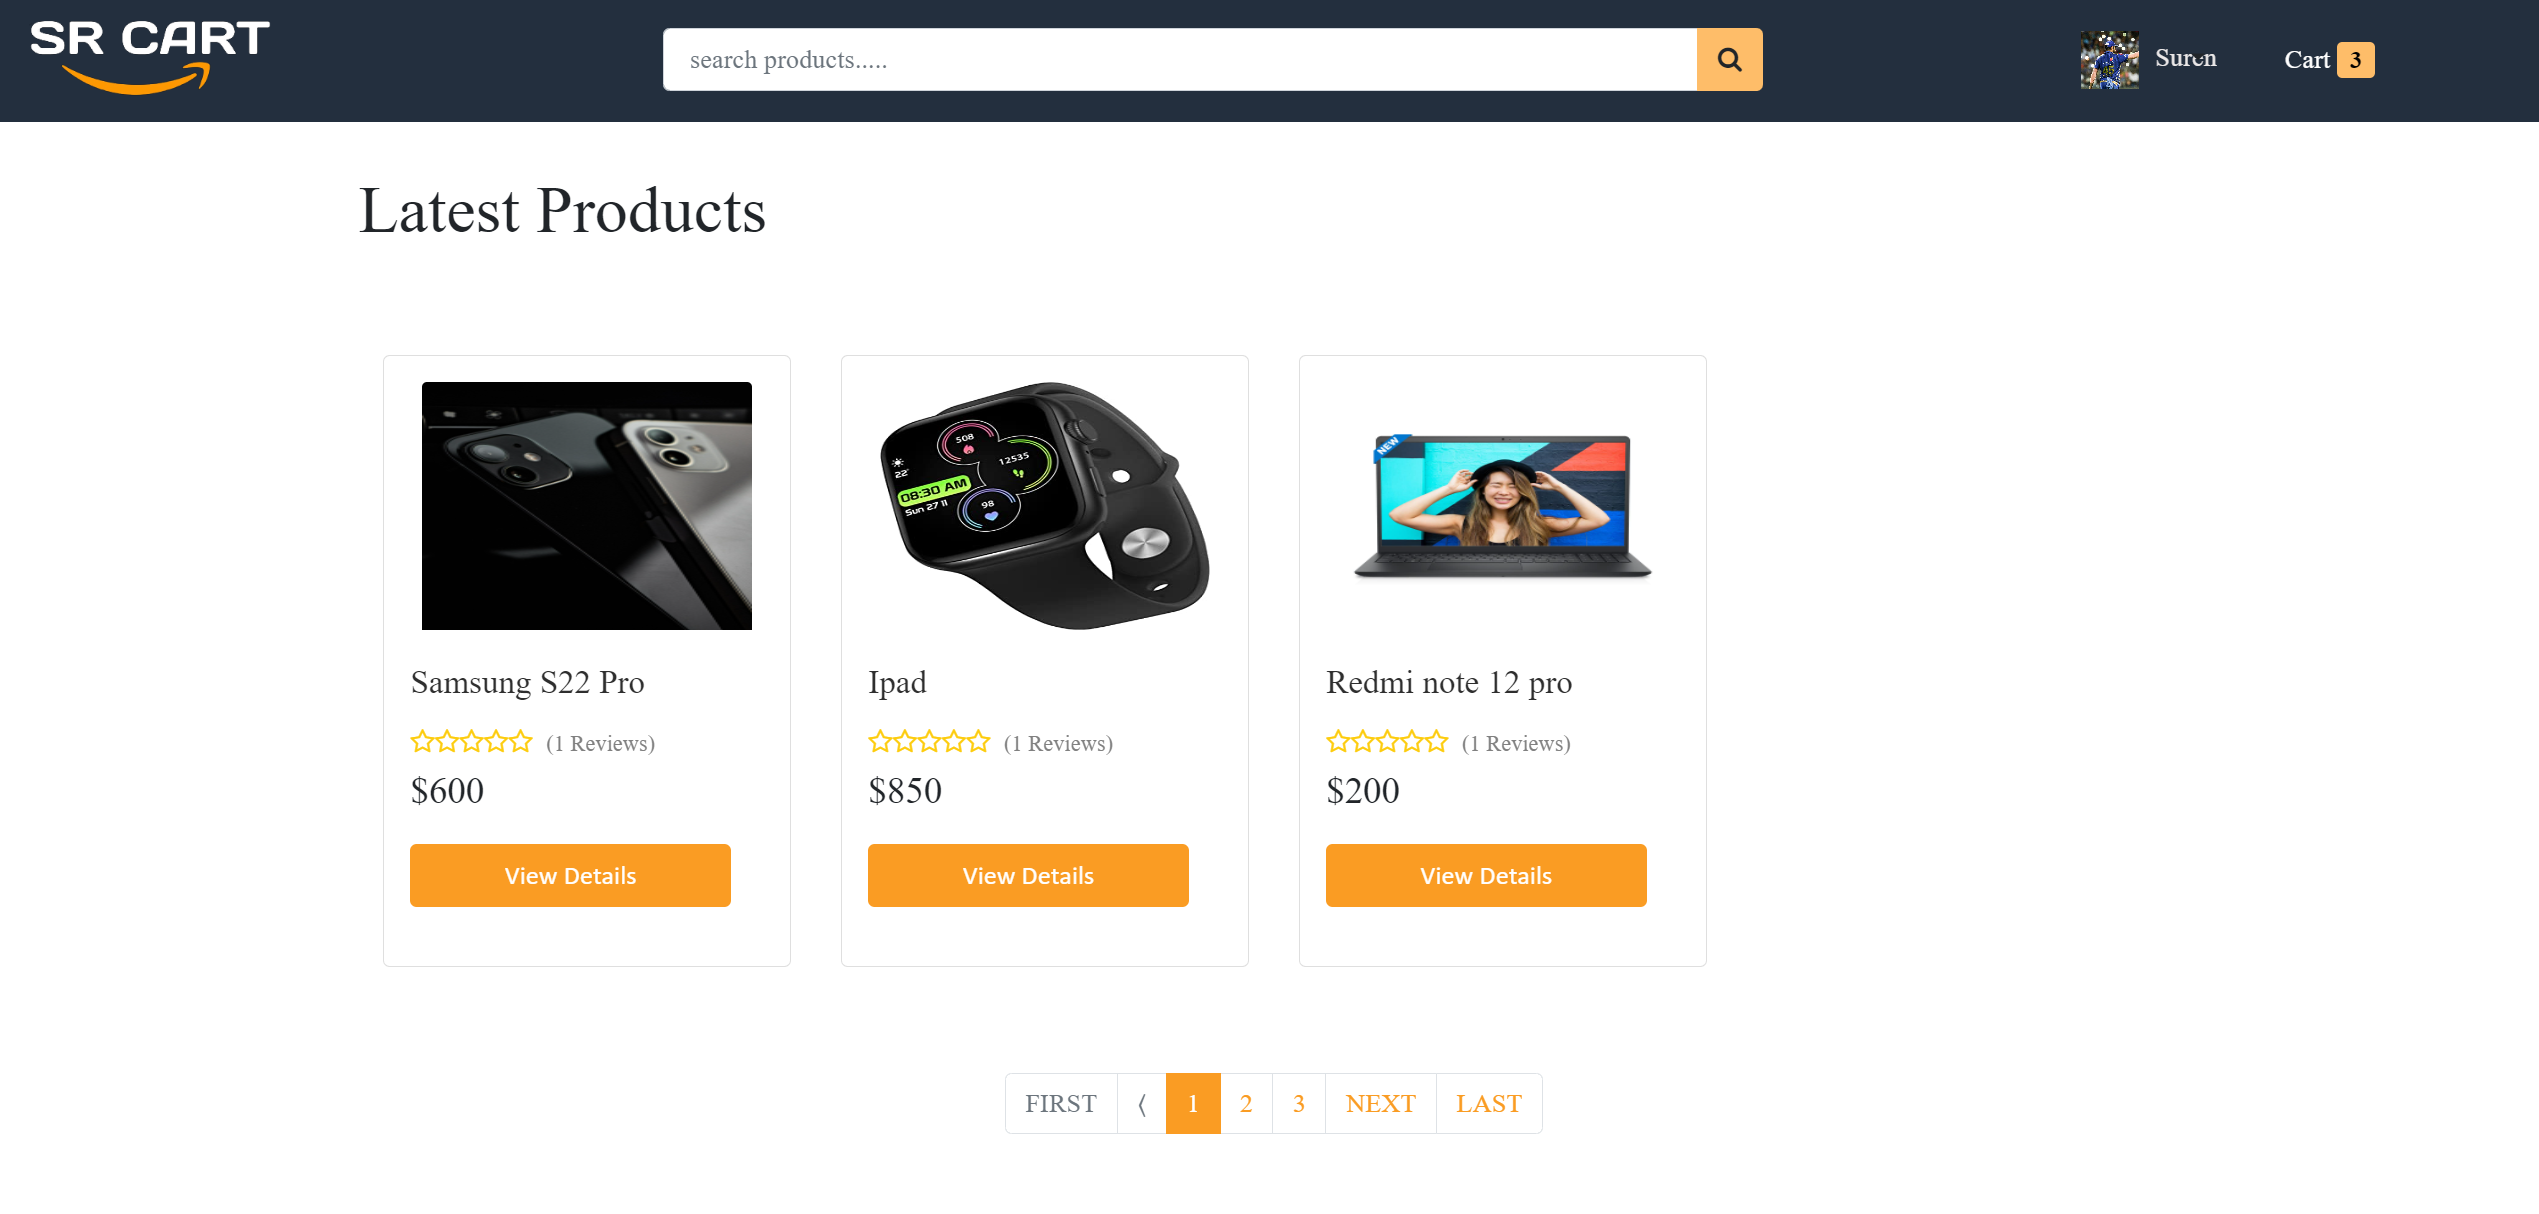 SR CART
search products.....
Suren
Cart 3
Latest Products
508
12535
22°
08:30 AM
Sun 27 11
98
NEW
Samsung S22 Pro
(1 Reviews)
$600
View Details
Ipad
(1 Reviews)
$850
View Details
Redmi note 12 pro
(1 Reviews)
$200
View Details
FIRST ⟨ 1 2 3 NEXT LAST